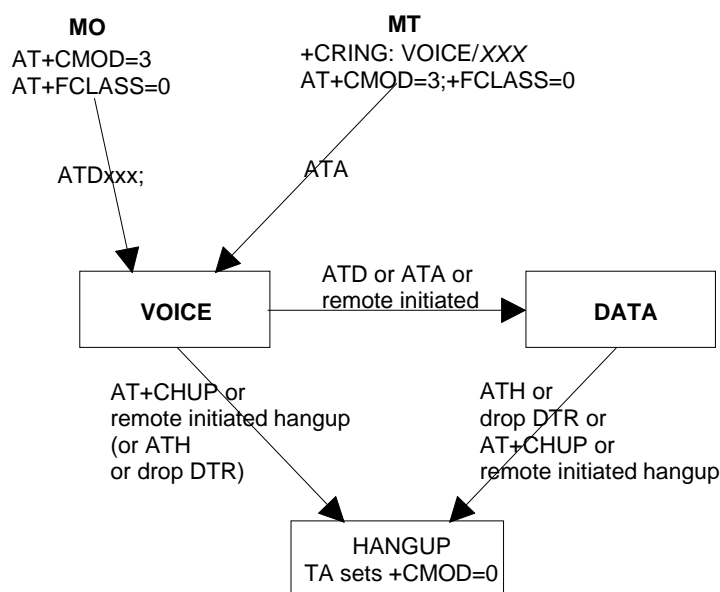 MO
AT+CMOD=3
AT+FCLASS=0
MT
+CRING: VOICE/XXX
AT+CMOD=3;+FCLASS=0
ATDxxx;
ATA
VOICE
ATD or ATA or
remote initiated
DATA
AT+CHUP or
remote initiated hangup
(or ATH
or drop DTR)
ATH or
drop DTR or
AT+CHUP or
remote initiated hangup
HANGUP
TA sets +CMOD=0